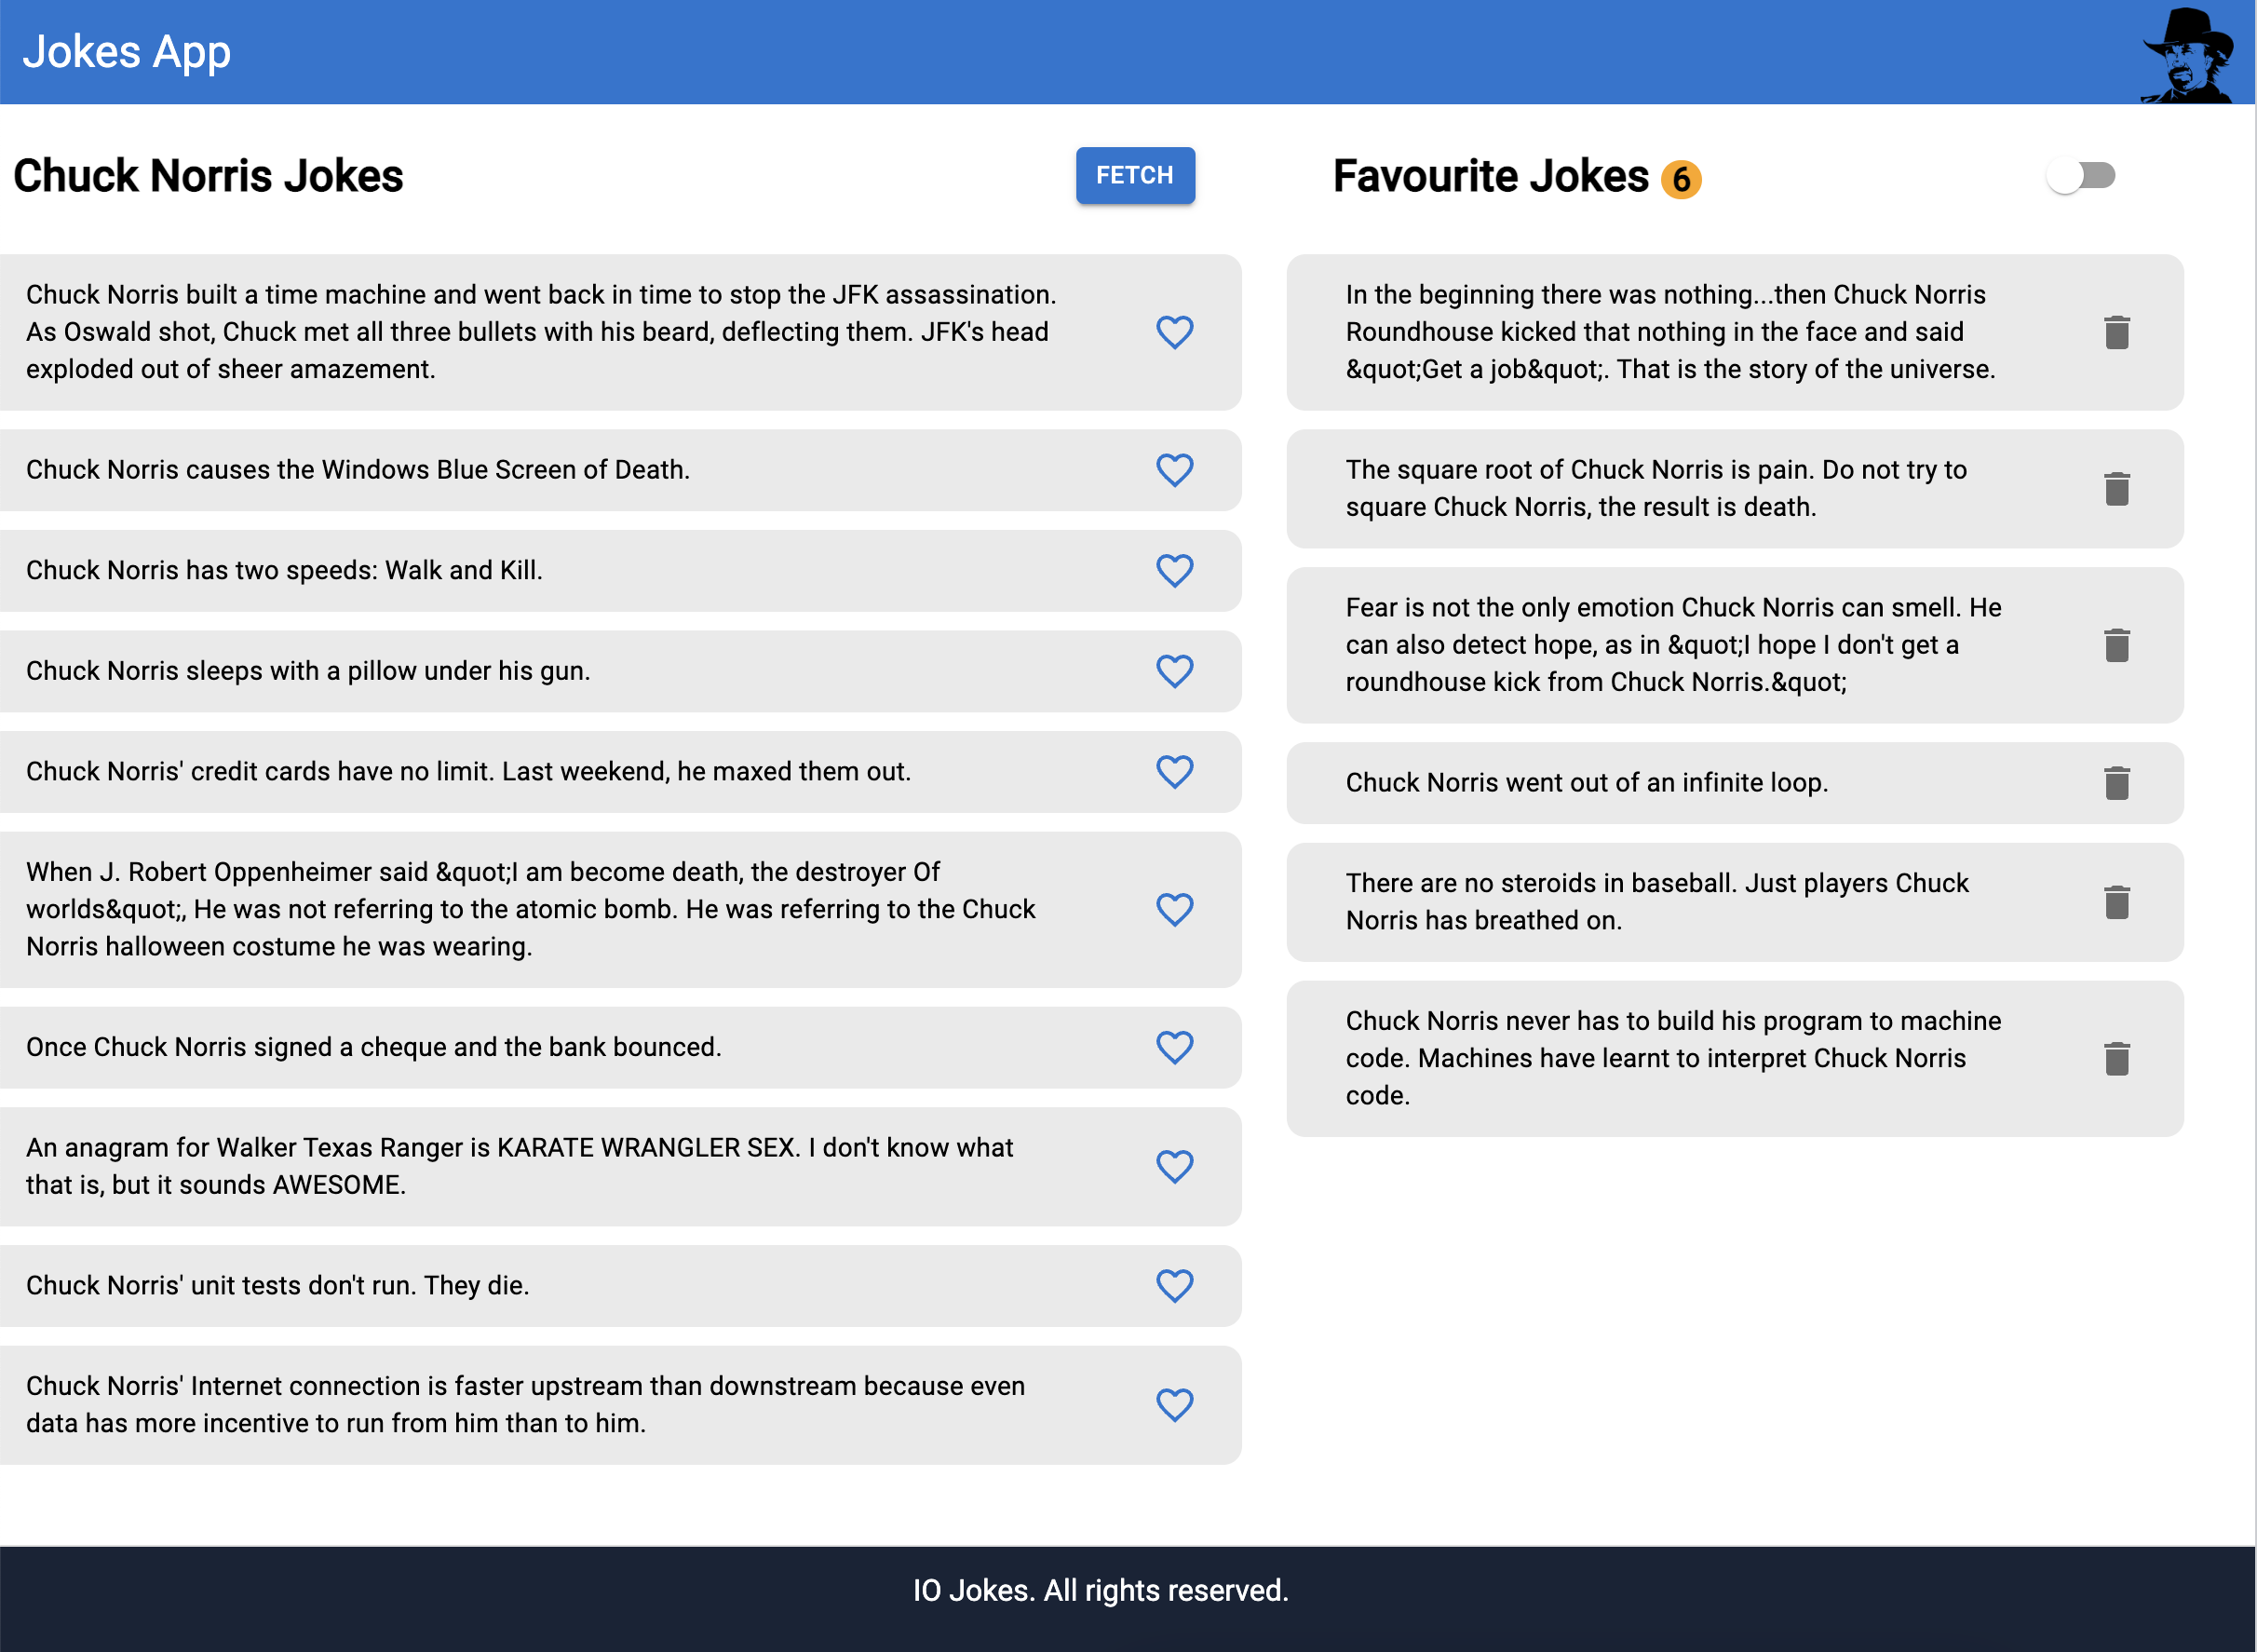 Jokes App
Chuck Norris Jokes
FETCH
Chuck Norris built a time machine and went back in time to stop the JFK assassination.
As Oswald shot, Chuck met all three bullets with his beard, deflecting them. JFK's head
exploded out of sheer amazement.
Chuck Norris causes the Windows Blue Screen of Death.
Chuck Norris has two speeds: Walk and Kill.
Chuck Norris sleeps with a pillow under his gun.
Chuck Norris' credit cards have no limit. Last weekend, he maxed them out.
When J. Robert Oppenheimer said &quot;I am become death, the destroyer Of
worlds&quot;, He was not referring to the atomic bomb. He was referring to the Chuck
Norris halloween costume he was wearing.
Once Chuck Norris signed a cheque and the bank bounced.
An anagram for Walker Texas Ranger is KARATE WRANGLER SEX. I don't know what
that is, but it sounds AWESOME.
Chuck Norris' unit tests don't run. They die.
Chuck Norris' Internet connection is faster upstream than downstream because even
data has more incentive to run from him than to him.
Favourite Jokes 6
In the beginning there was nothing...then Chuck Norris
Roundhouse kicked that nothing in the face and said
&quot;Get a job&quot;. That is the story of the universe.
The square root of Chuck Norris is pain. Do not try to
square Chuck Norris, the result is death.
Fear is not the only emotion Chuck Norris can smell. He
can also detect hope, as in &quot;I hope I don't get a
roundhouse kick from Chuck Norris.&quot;
Chuck Norris went out of an infinite loop.
There are no steroids in baseball. Just players Chuck
Norris has breathed on.
Chuck Norris never has to build his program to machine
code. Machines have learnt to interpret Chuck Norris
code.
IO Jokes. All rights reserved.